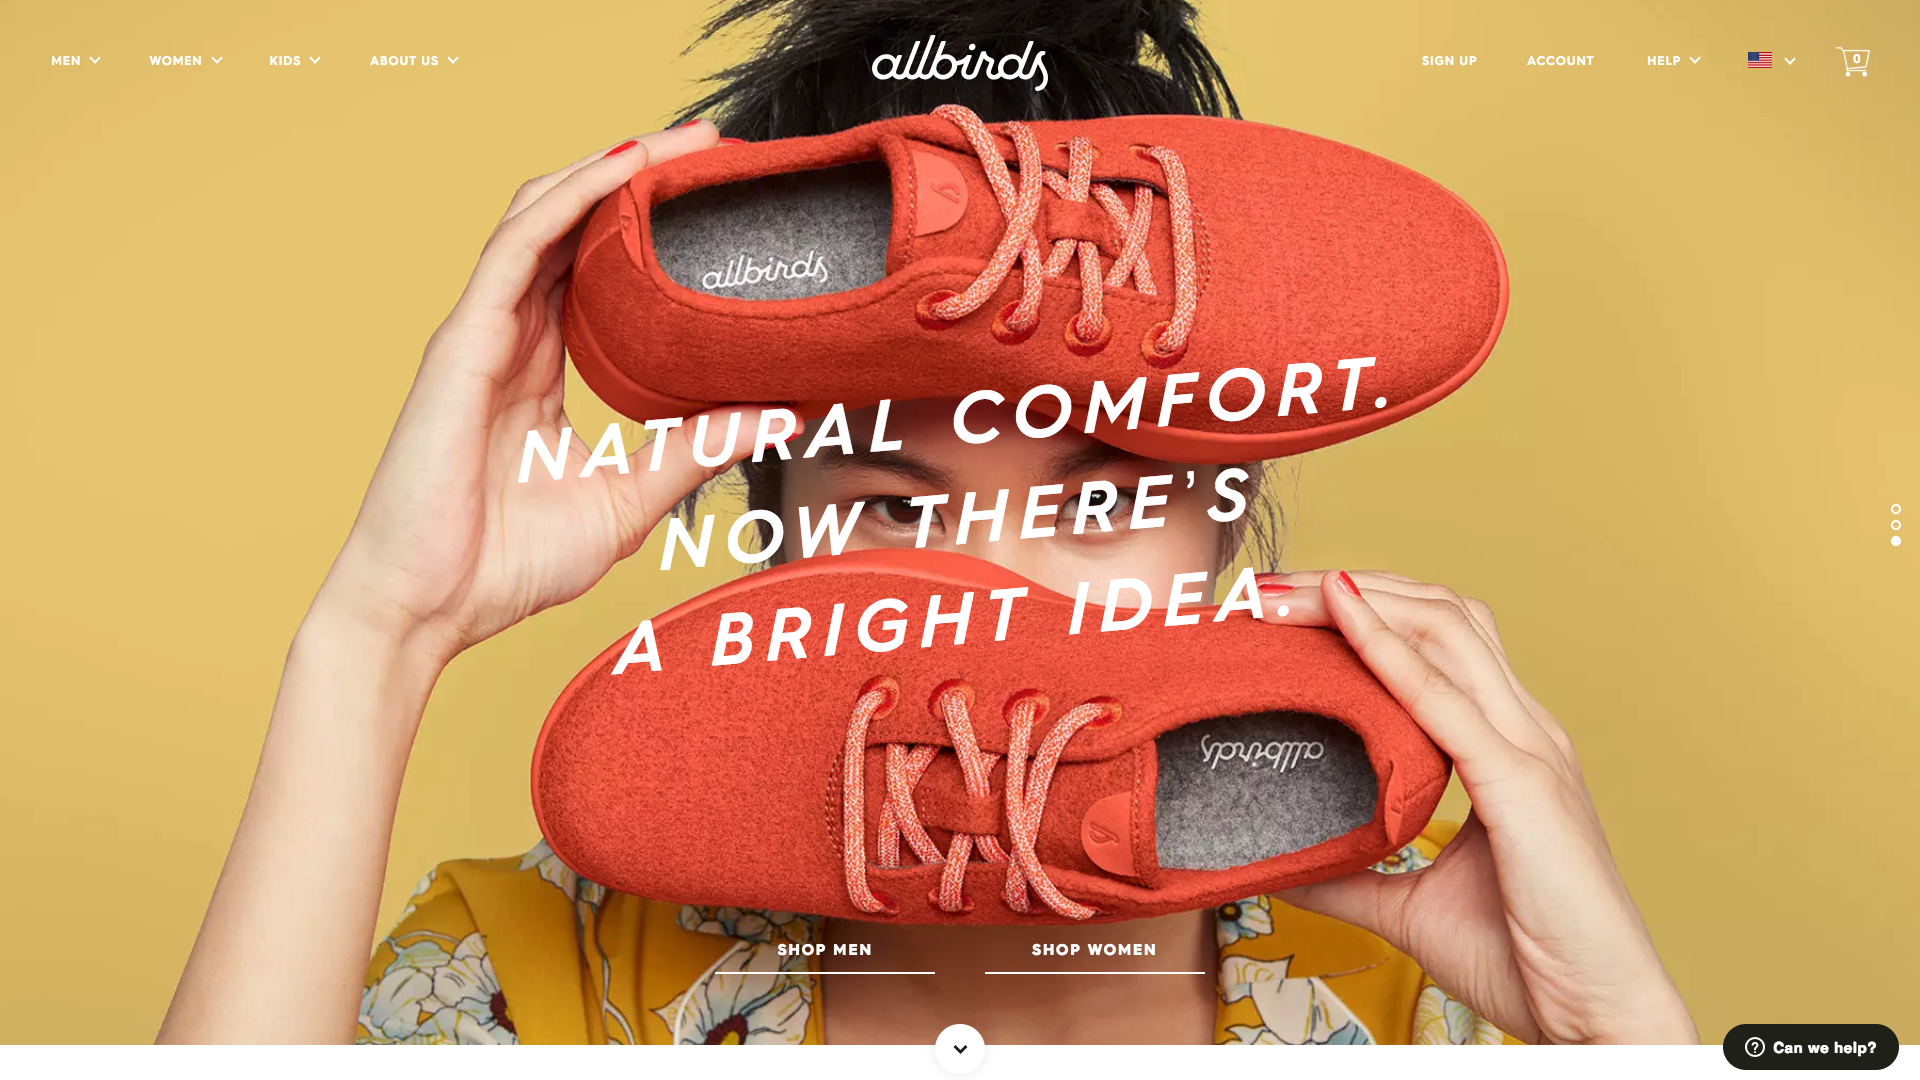 MEN
WOMEN
KIDS
ABOUT US
allbirds
SIGN UP
ACCOUNT
HELP
0
allbirds
NATURAL COMFORT.
NOW THERE'S
A BRIGHT IDEA.
allbirds
SHOP MEN
SHOP WOMEN
Can we help?